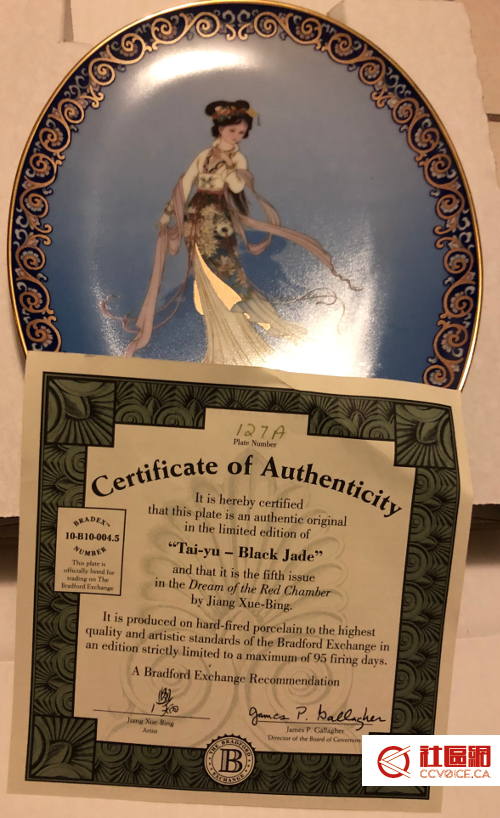 127A
Plate Number
Certificate of Authenticity
It is hereby certified
that this plate is an authentic original
in the limited edition of
“Tai-yu – Black Jade”
and that it is the fifth issue
in the Dream of the Red Chamber
by Jiang Xue-Bing.
BRADEX™
10-B10-004.5
NUMBER
This plate is
officially listed for
trading on The
Bradford Exchange
It is produced on hard-fired porcelain to the highest
quality and artistic standards of the Bradford Exchange in
an edition strictly limited to a maximum of 95 firing days.
A Bradford Exchange Recommendation
Jiang Xue-Bing
Artist
James P. Gallagher
James P. Gallagher
Director of the Board of Governors
THE BRADFORD
B
EXCHANGE
社區網
CCVOICE.CA